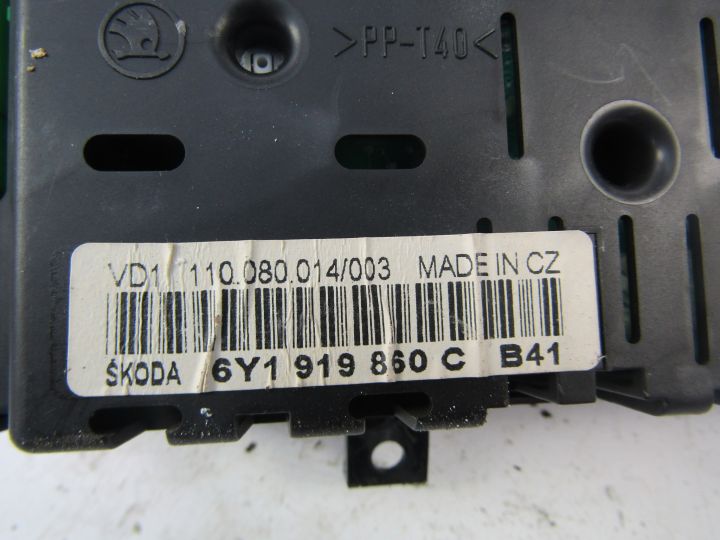 >PP-T40<
VD1 110.080.014/003 MADE IN CZ
ŠKODA 6Y1 919 860 C B41